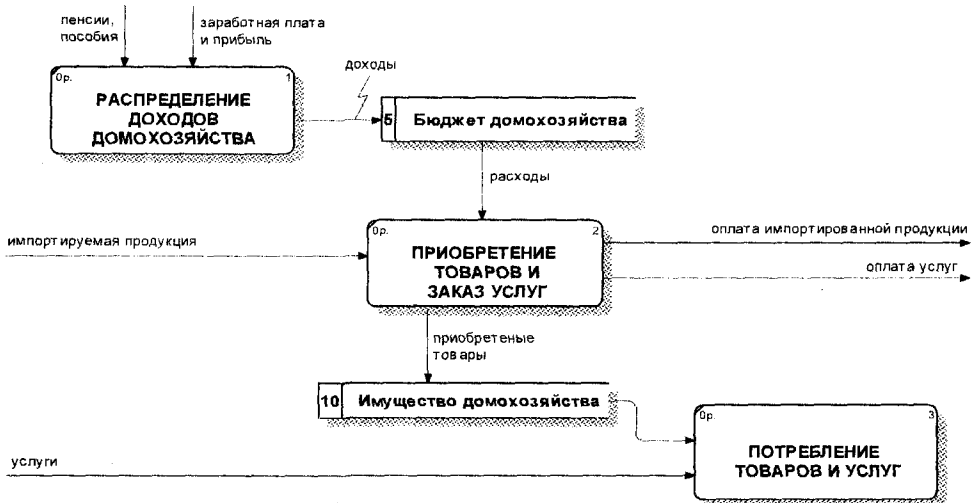 пенсии,
пособия
заработная плата
и прибыль
0р.
1
РАСПРЕДЕЛЕНИЕ
ДОХОДОВ
ДОМОХОЗЯЙСТВА
доходы
5 Бюджет домохозяйства
расходы
импортируемая продукция
0р.
2
ПРИОБРЕТЕНИЕ
ТОВАРОВ И
ЗАКАЗ УСЛУГ
оплата импортированной продукции
оплата услуг
приобретеные
товары
10 Имущество домохозяйства
услуги
0р.
3
ПОТРЕБЛЕНИЕ
ТОВАРОВ И УСЛУГ